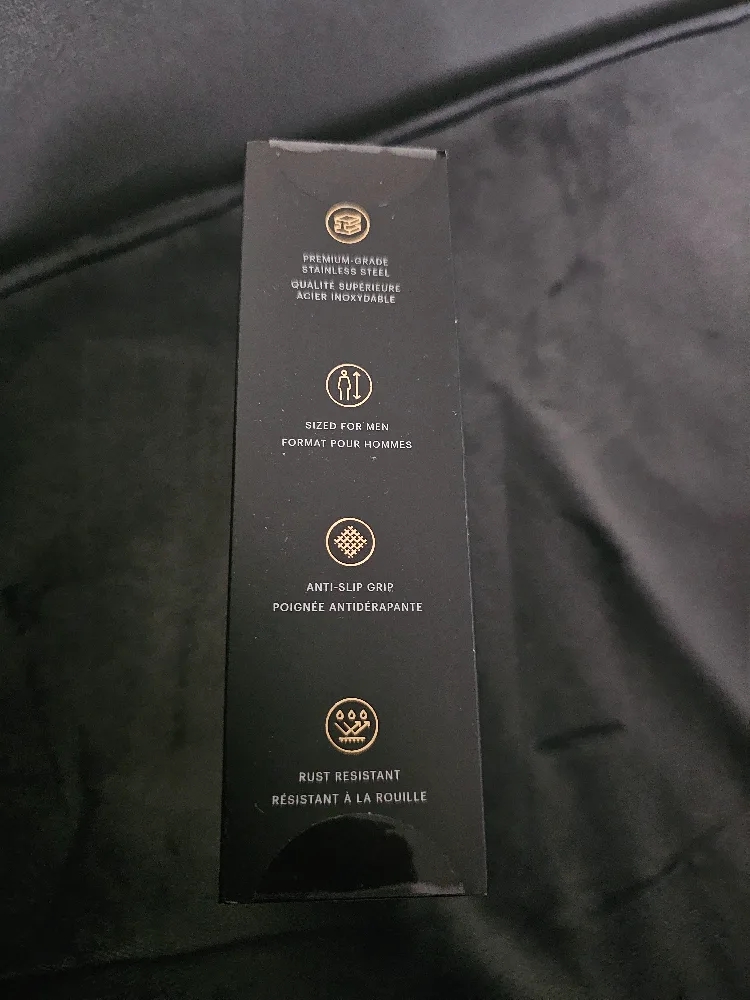 PREMIUM-GRADE
STAINLESS STEEL
QUALITÉ SUPÉRIEURE
ACIER INOXYDABLE
SIZED FOR MEN
FORMAT POUR HOMMES
ANTI-SLIP GRIP
POIGNÉE ANTIDÉRAPANTE
RUST RESISTANT
RÉSISTANT À LA ROUILLE